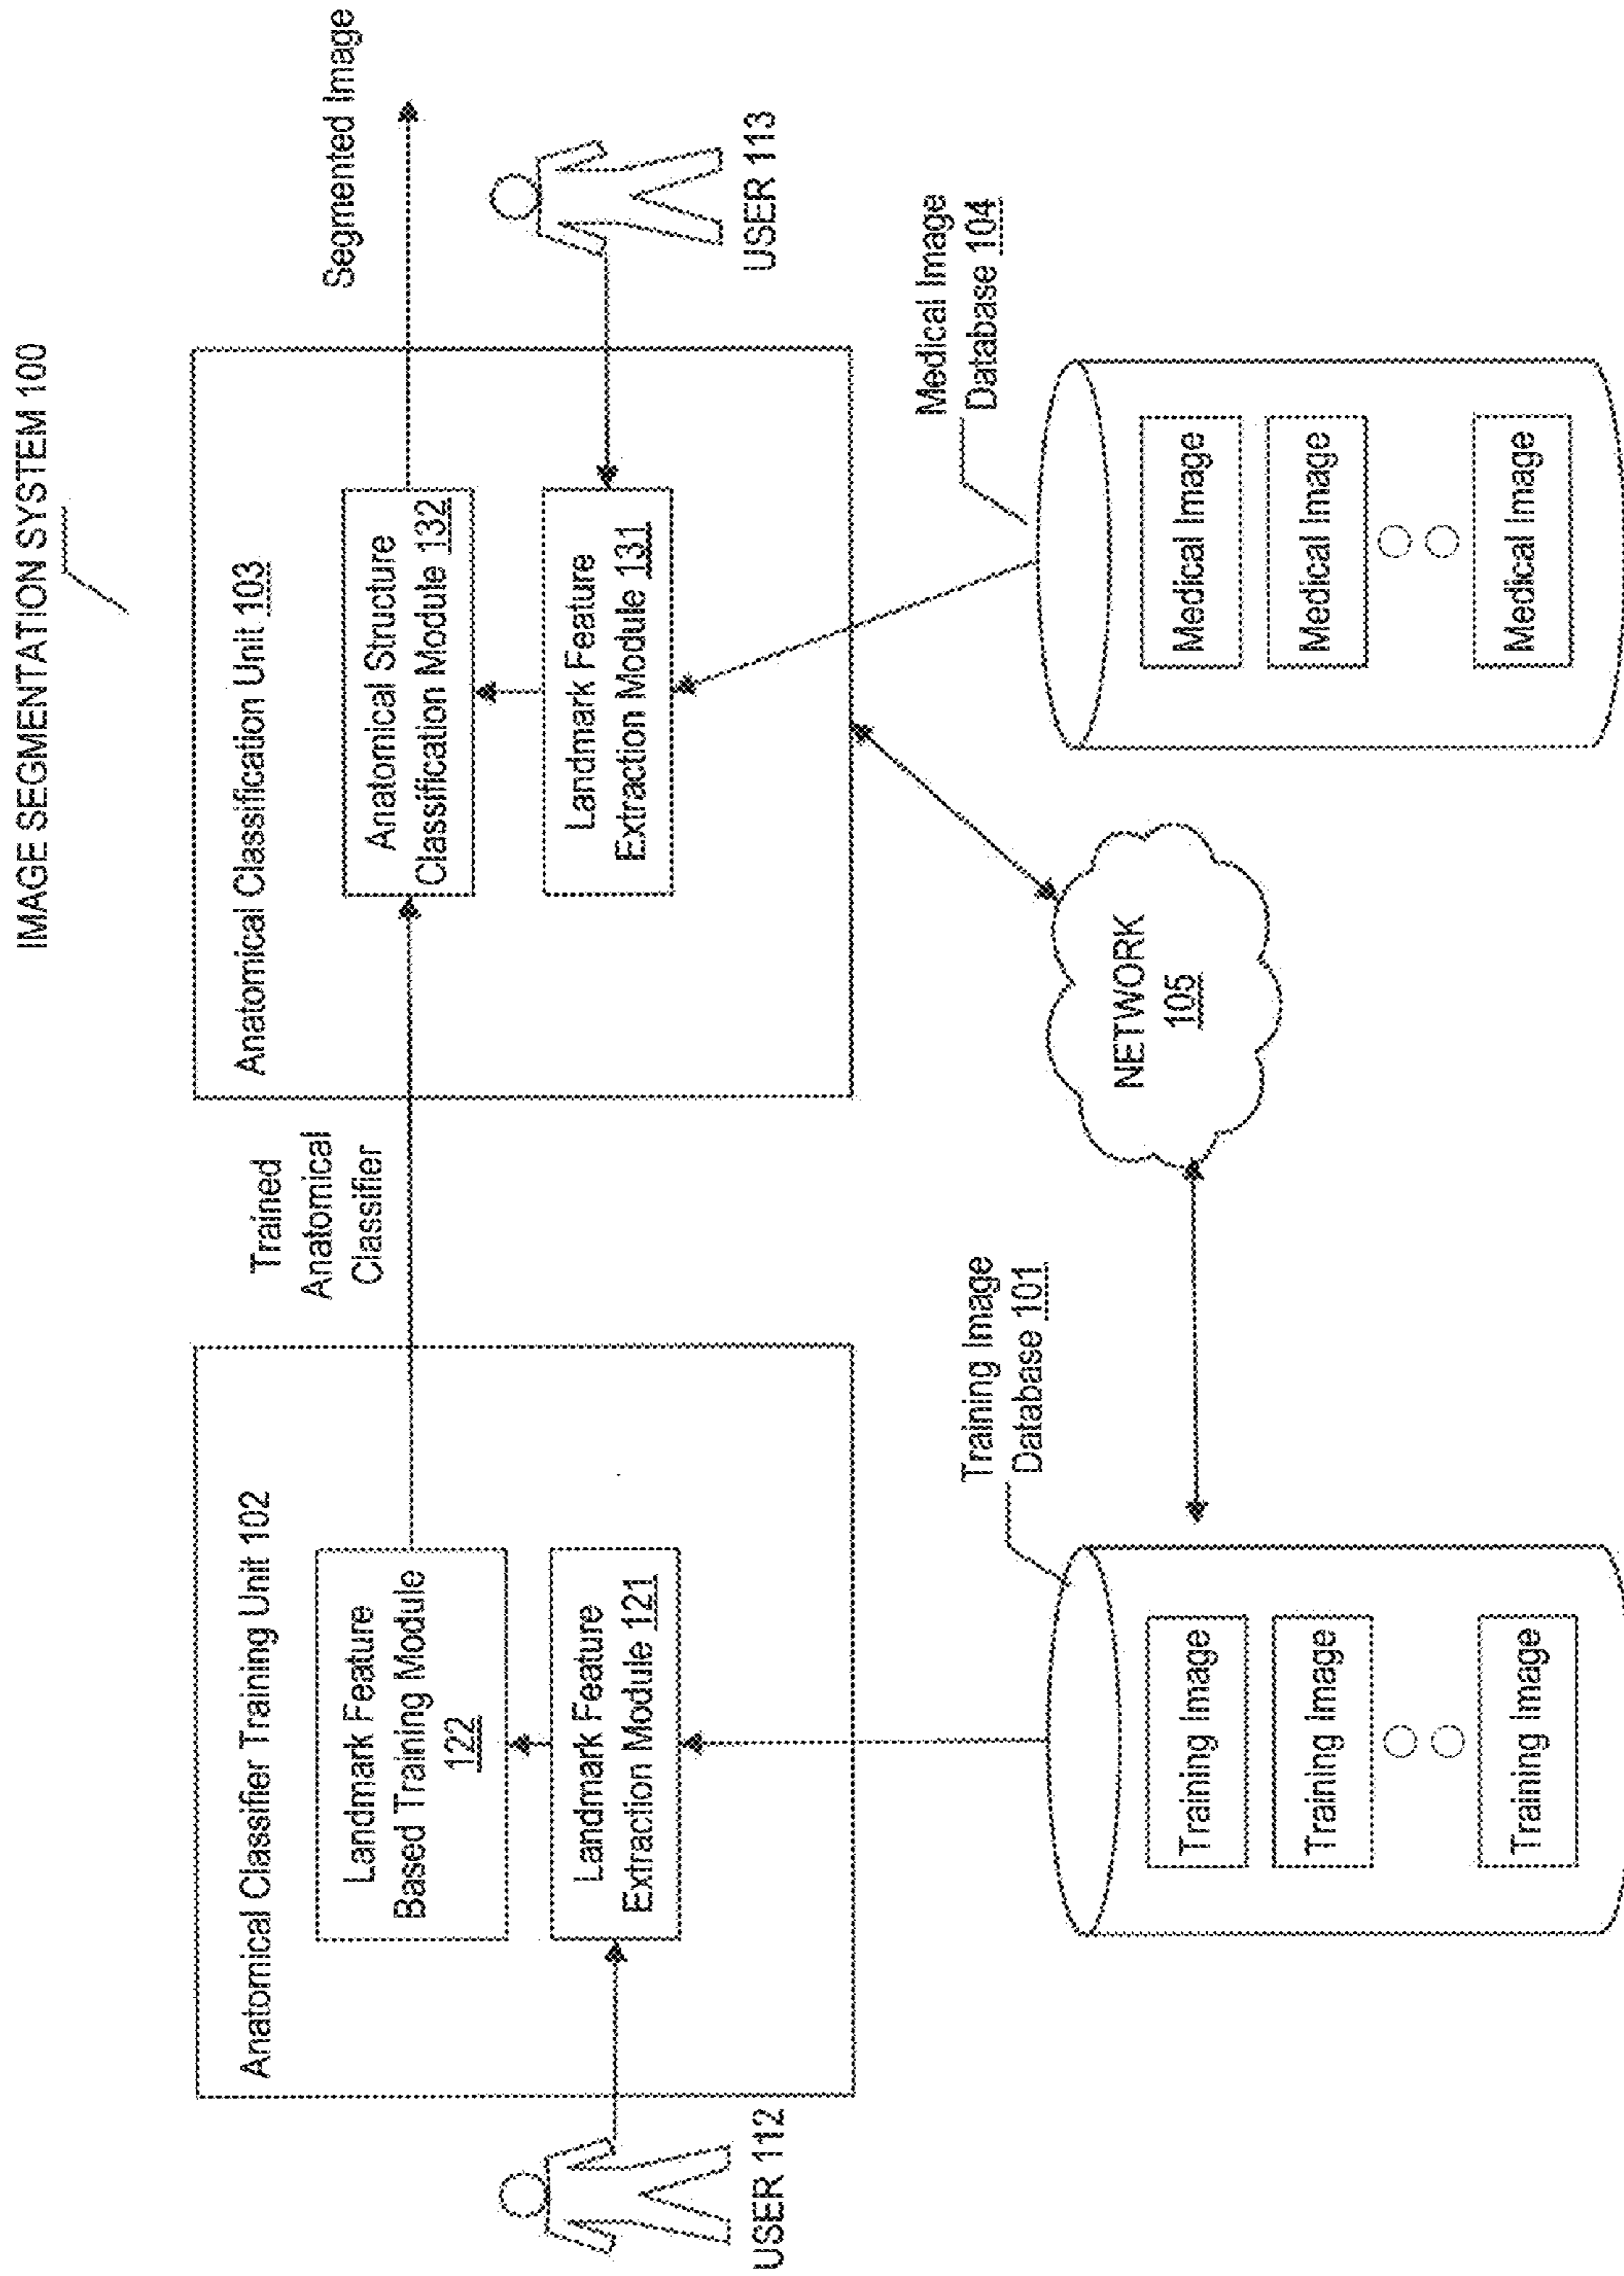 IMAGE SEGMENTATION SYSTEM 100
Anatomical Classifier Training Unit 102
Landmark Feature
Based Training Module
122
Landmark Feature
Extraction Module 121
USER 112
Trained
Anatomical
Classifier
Anatomical Classification Unit 103
Anatomical Structure
Classification Module 132
Landmark Feature
Extraction Module 131
Segmented Image
USER 113
Training Image
Database 101
Training Image
Training Image
Training Image
NETWORK
105
Medical Image
Database 104
Medical Image
Medical Image
Medical Image